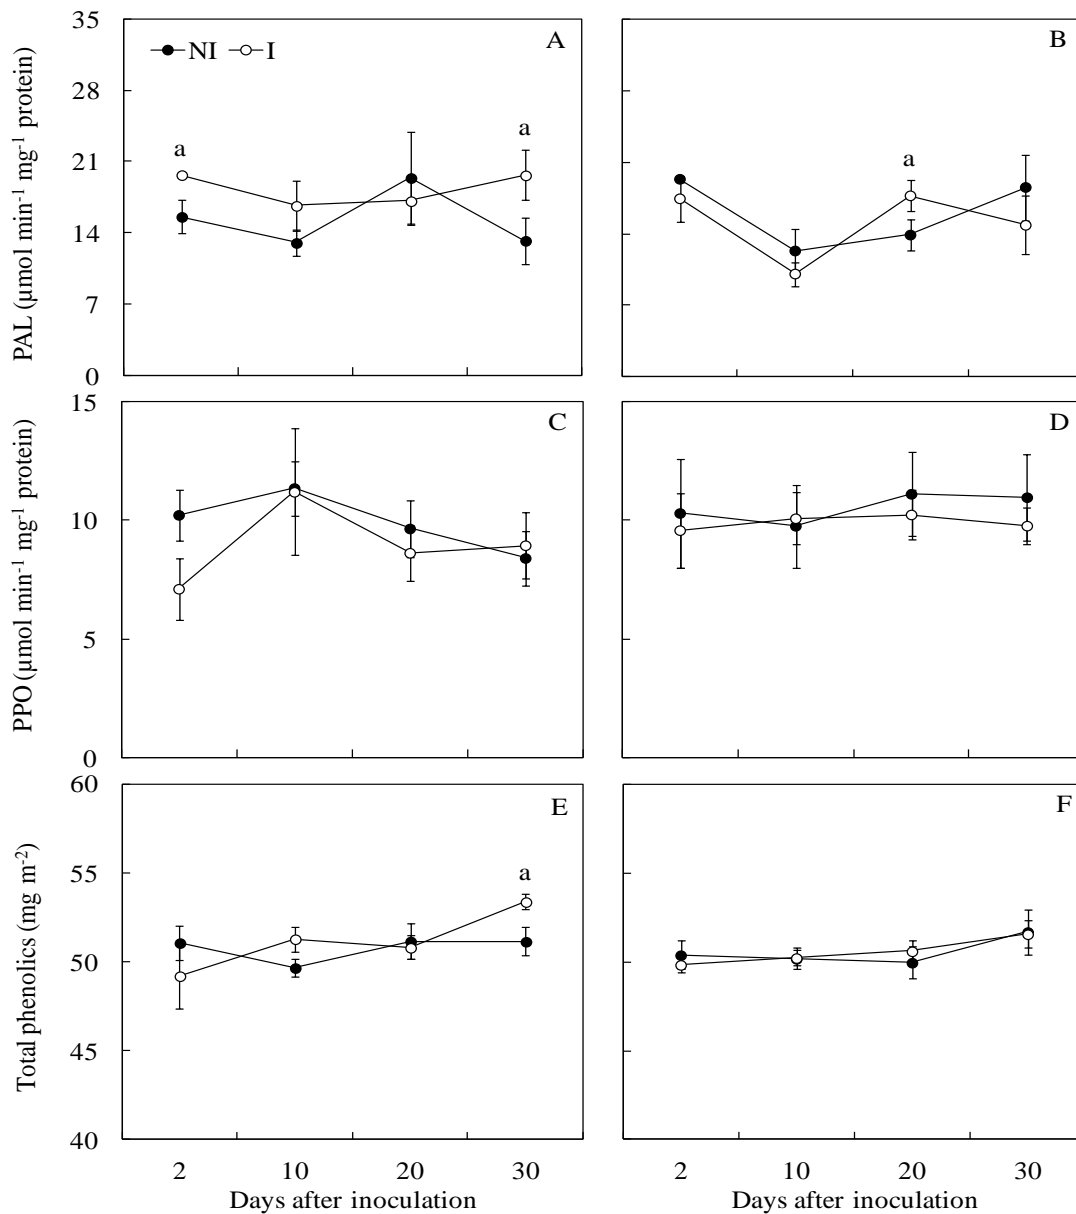 35
28
21
14
7
0
PAL (µmol min⁻¹ mg⁻¹ protein)
NI I
A
a
a
B
a
15
10
5
0
PPO (µmol min⁻¹ mg⁻¹ protein)
C
D
60
55
50
45
40
Total phenolics (mg m⁻²)
E
a
F
2 10 20 30
Days after inoculation
2 10 20 30
Days after inoculation